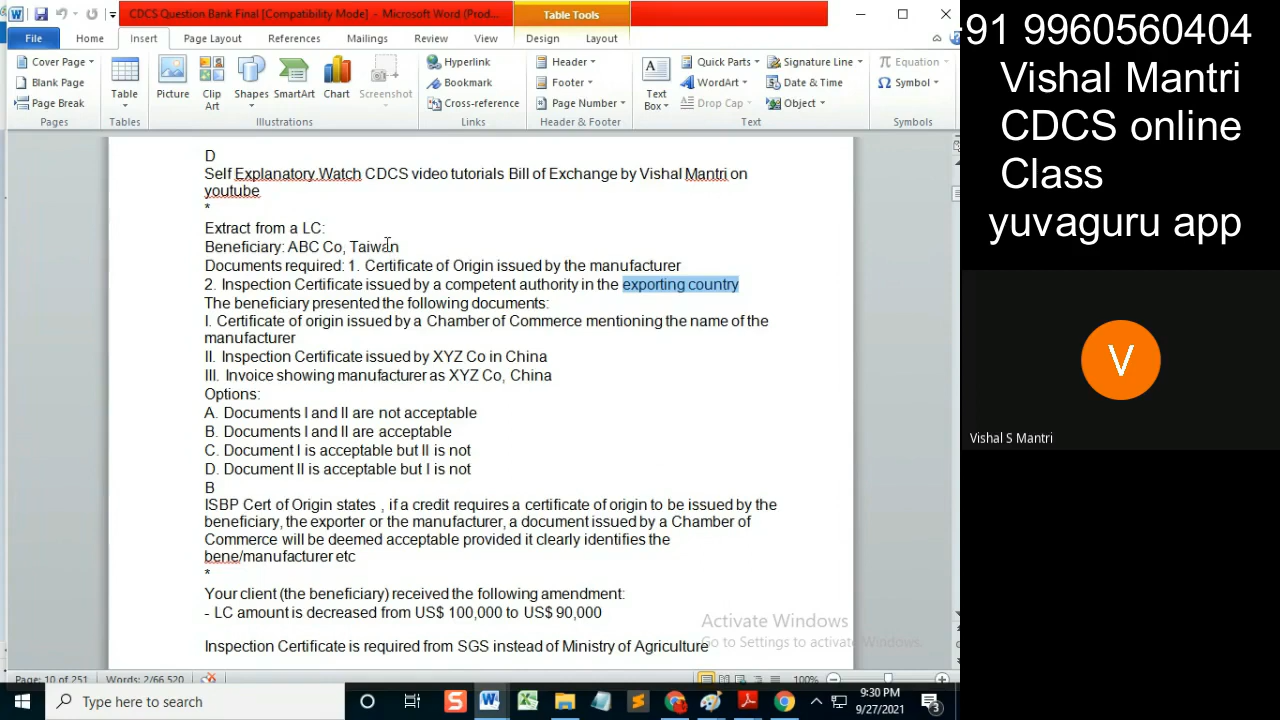 CDCS Question Bank Final [Compatibility Mode] - Microsoft Word (Prod...
Table Tools
File Home Insert Page Layout References Mailings Review View Design Layout
Cover Page
Blank Page
Page Break
Pages
Table
Tables
Picture
Clip Art
Shapes
SmartArt
Chart
Screenshot
Illustrations
Hyperlink
Bookmark
Cross-reference
Links
Header
Footer
Page Number
Header & Footer
Text Box
Quick Parts
WordArt
Drop Cap
Signature Line
Date & Time
Object
Text
Equation
Symbol
Symbols
D
Self Explanatory.Watch CDCS video tutorials Bill of Exchange by Vishal Mantri on
youtube
*
Extract from a LC:
Beneficiary: ABC Co, Taiwan
Documents required: 1. Certificate of Origin issued by the manufacturer
2. Inspection Certificate issued by a competent authority in the exporting country
The beneficiary presented the following documents:
I. Certificate of origin issued by a Chamber of Commerce mentioning the name of the
manufacturer
II. Inspection Certificate issued by XYZ Co in China
III. Invoice showing manufacturer as XYZ Co, China
Options:
A. Documents I and II are not acceptable
B. Documents I and II are acceptable
C. Document I is acceptable but II is not
D. Document II is acceptable but I is not
B
ISBP Cert of Origin states , if a credit requires a certificate of origin to be issued by the
beneficiary, the exporter or the manufacturer, a document issued by a Chamber of
Commerce will be deemed acceptable provided it clearly identifies the
bene/manufacturer etc
*
Your client (the beneficiary) received the following amendment:
- LC amount is decreased from US$ 100,000 to US$ 90,000
Inspection Certificate is required from SGS instead of Ministry of Agriculture
Activate Windows
Go to Settings to activate Windows.
Page: 10 of 251 Words: 2/66,520 100%
Type here to search
9:30 PM
9/27/2021
3
-91 9960560404
Vishal Mantri
CDCS online
Class
yuvaguru app
V
Vishal S Mantri